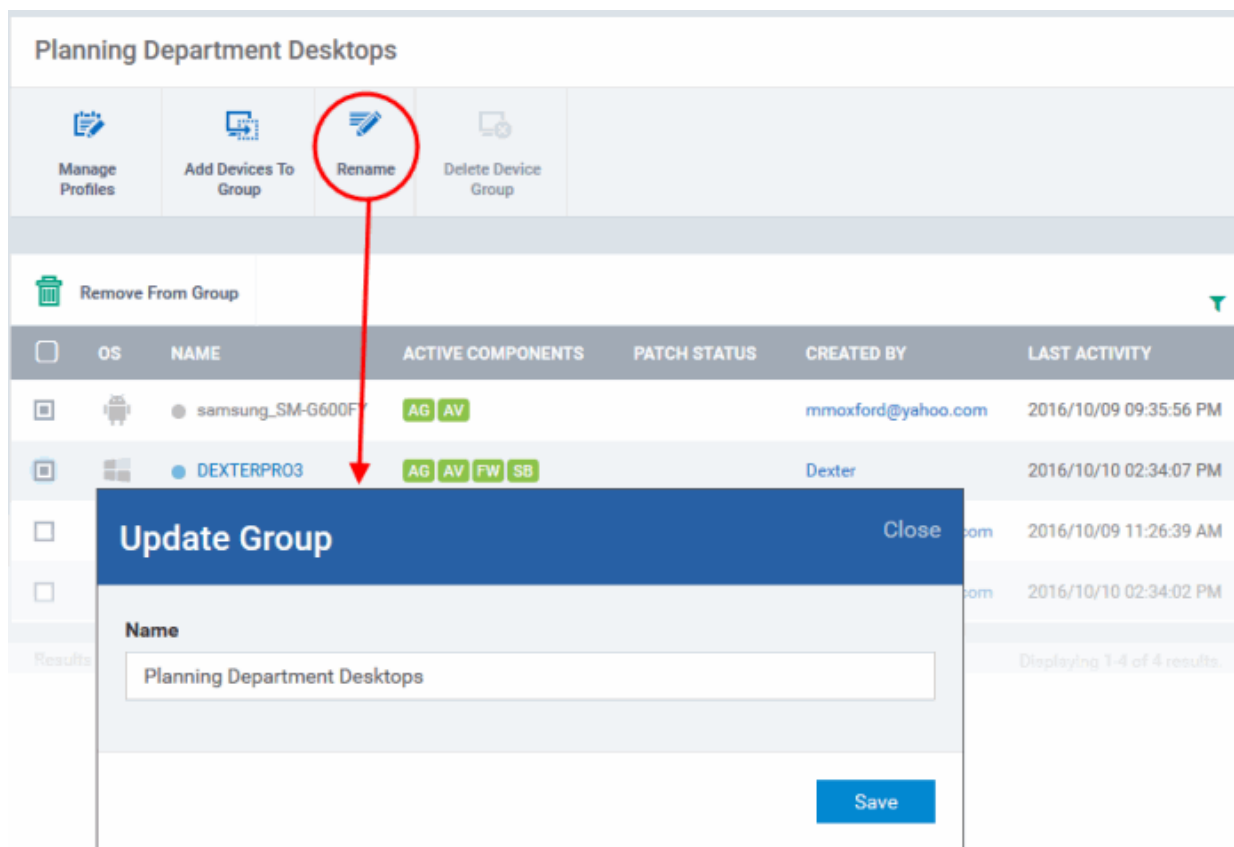 Planning Department Desktops
Manage Profiles
Add Devices To Group
Rename
Delete Device Group
Remove From Group
OS NAME ACTIVE COMPONENTS PATCH STATUS CREATED BY LAST ACTIVITY
samsung_SM-G600FY AG AV mmoxford@yahoo.com 2016/10/09 09:35:56 PM
DEXTERPRO3 AG AV FW SB Dexter 2016/10/10 02:34:07 PM
Update Group Close
com 2016/10/09 11:26:39 AM
com 2016/10/10 02:34:02 PM
Name
Results Displaying 1-4 of 4 results.
Planning Department Desktops
Save